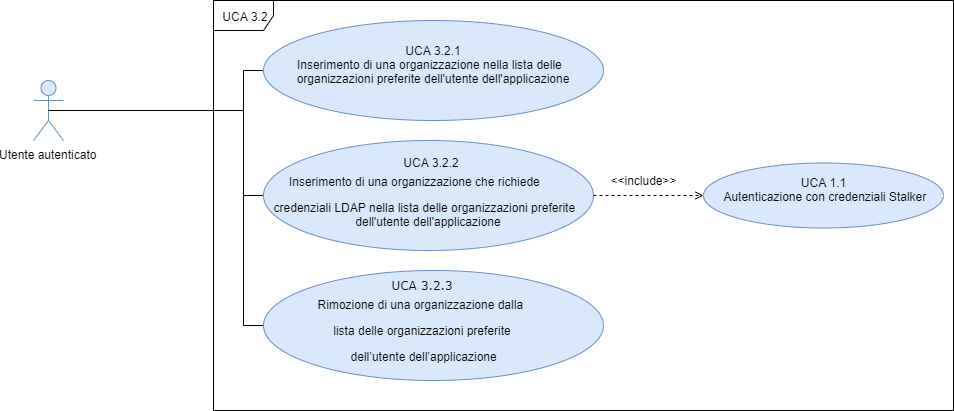 UCA 3.2
UCA 3.2.1
Inserimento di una organizzazione nella lista delle
organizzazioni preferite dell'utente dell'applicazione
Utente autenticato
UCA 3.2.2
Inserimento di una organizzazione che richiede
credenziali LDAP nella lista delle organizzazioni preferite
dell'utente dell'applicazione
<<include>>
UCA 1.1
Autenticazione con credenziali Stalker
UCA 3.2.3
Rimozione di una organizzazione dalla
lista delle organizzazioni preferite
dell'utente dell'applicazione